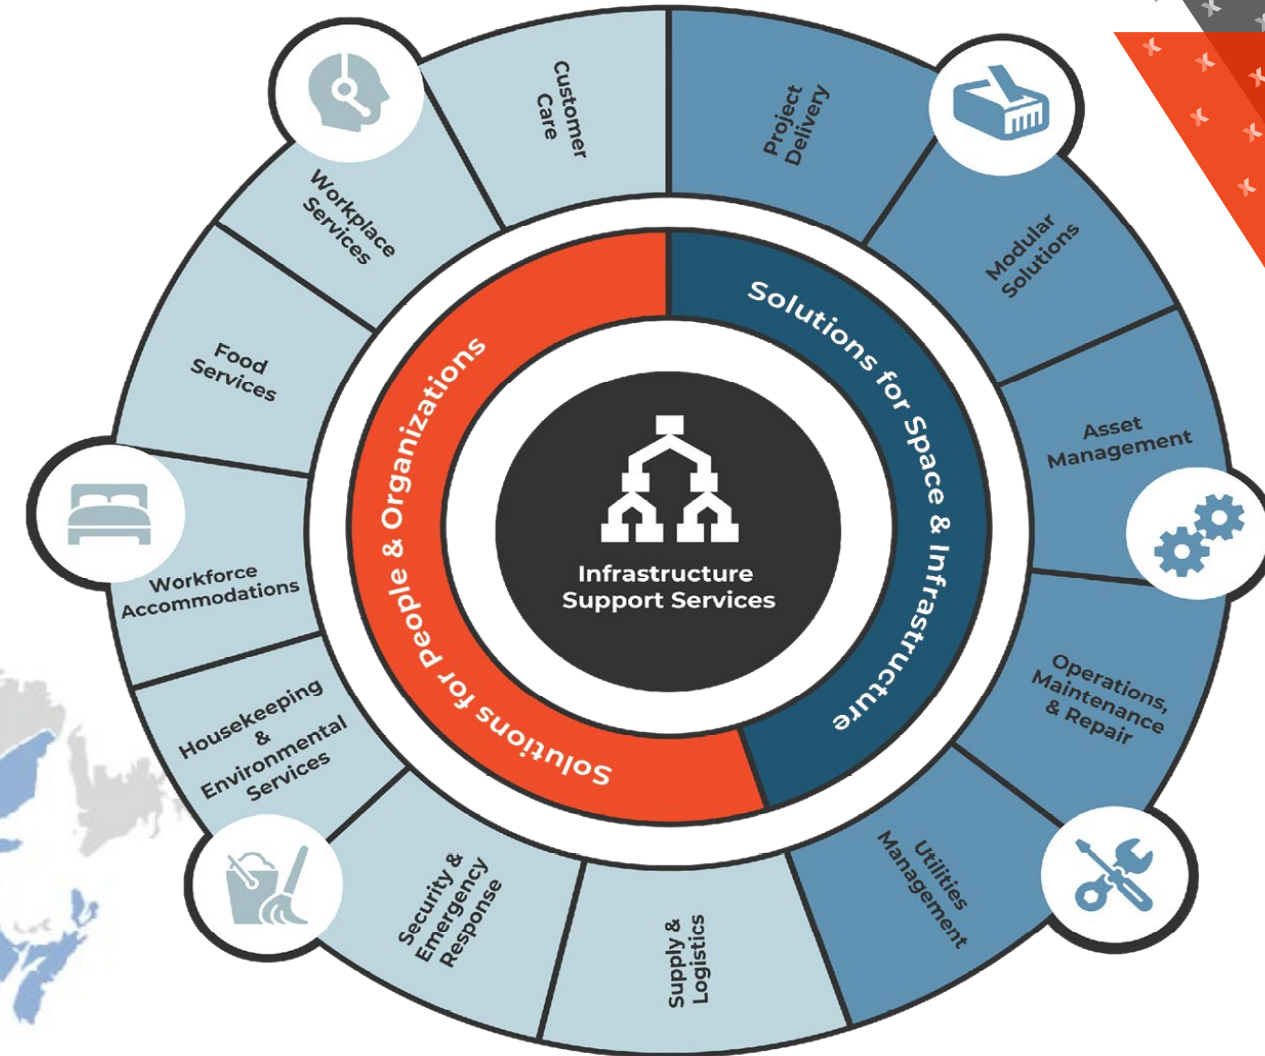 Customer
Care
Project
Delivery
Modular
Solutions
Asset
Management
Operations,
Maintenance
& Repair
Utilities
Management
Supply &
Logistics
Security &
Emergency
Response
Housekeeping
&
Environmental
Services
Workforce
Accommodations
Food
Services
Workplace
Services
Solutions for Space & Infrastructure
Solutions for People & Organizations
Infrastructure
Support Services